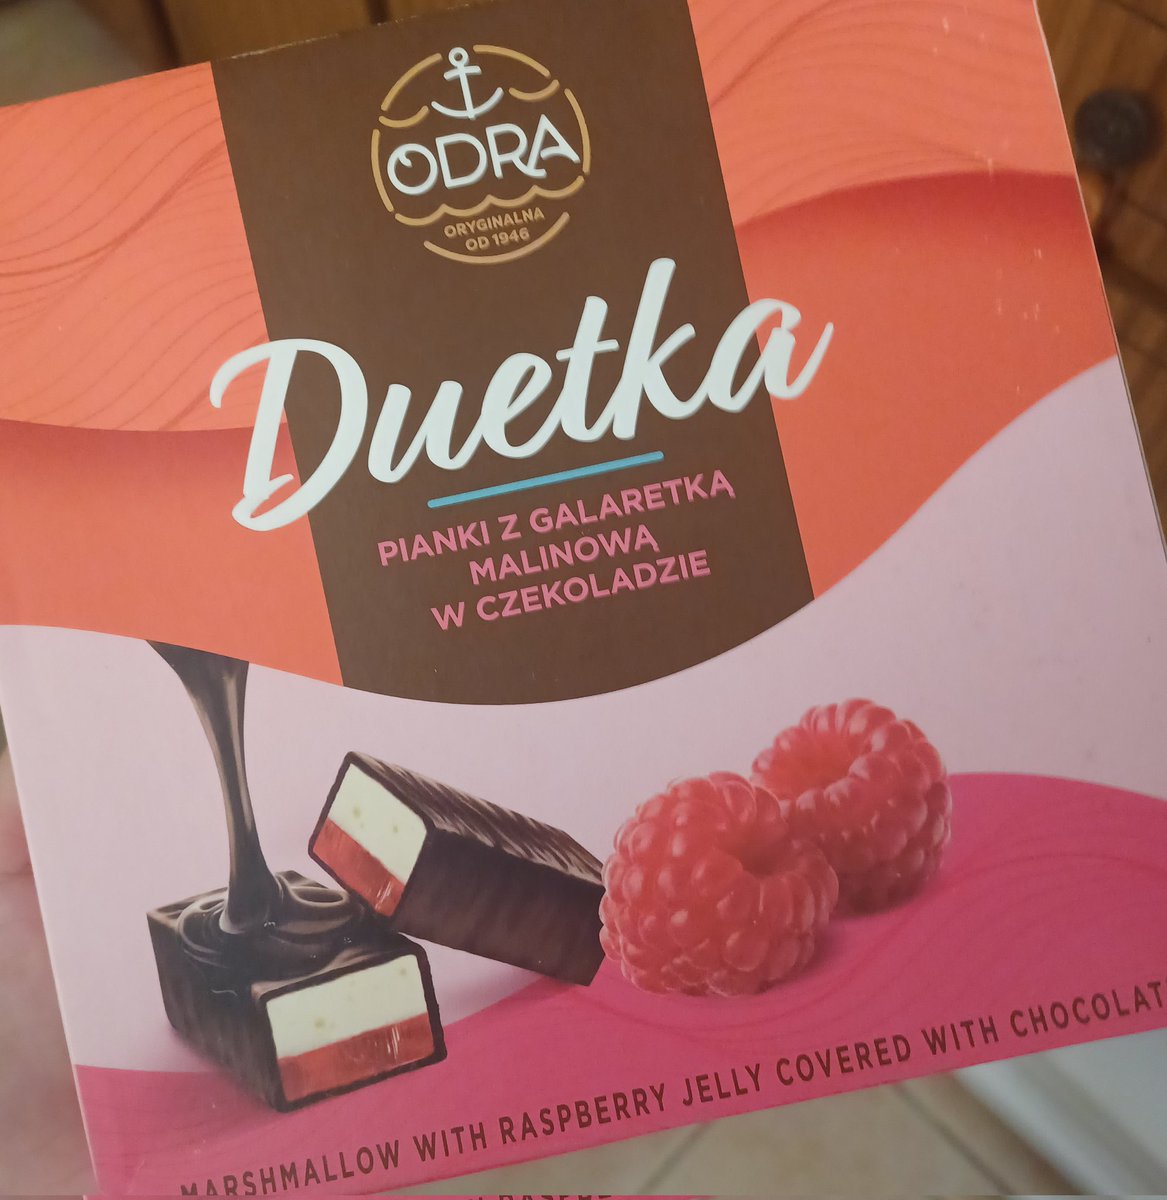 ODRA
ORYGINALNA
OD 1946
Duetka
PIANKI Z GALARETKĄ
MALINOWĄ
W CZEKOLADZIE
MARSHMALLOW WITH RASPBERRY JELLY COVERED WITH CHOCOLAT